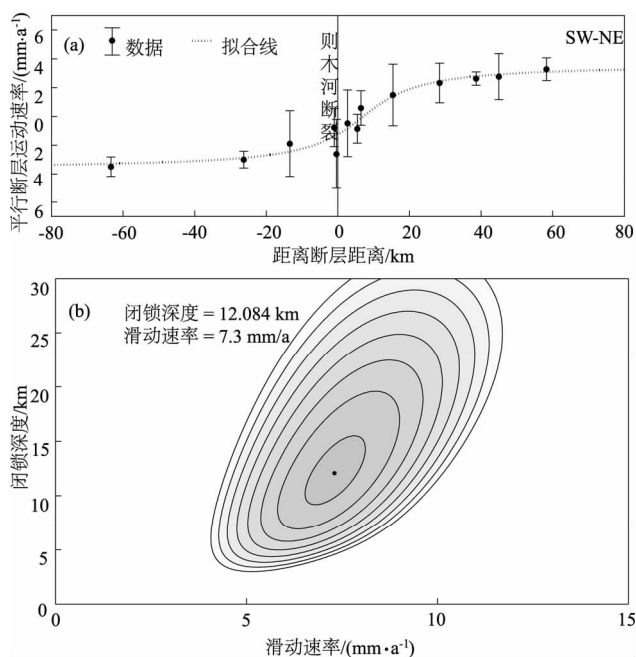 (a) 数据 拟合线 SW-NE
则木河断裂
平行断层运动速率/(mm·a⁻¹)
6
4
2
0
2
4
6
-80 -60 -40 -20 0 20 40 60 80
距离断层距离/km
(b) 闭锁深度 = 12.084 km
滑动速率 = 7.3 mm/a
闭锁深度/km
30
25
20
15
10
5
0
0 5 10 15
滑动速率/(mm·a⁻¹)